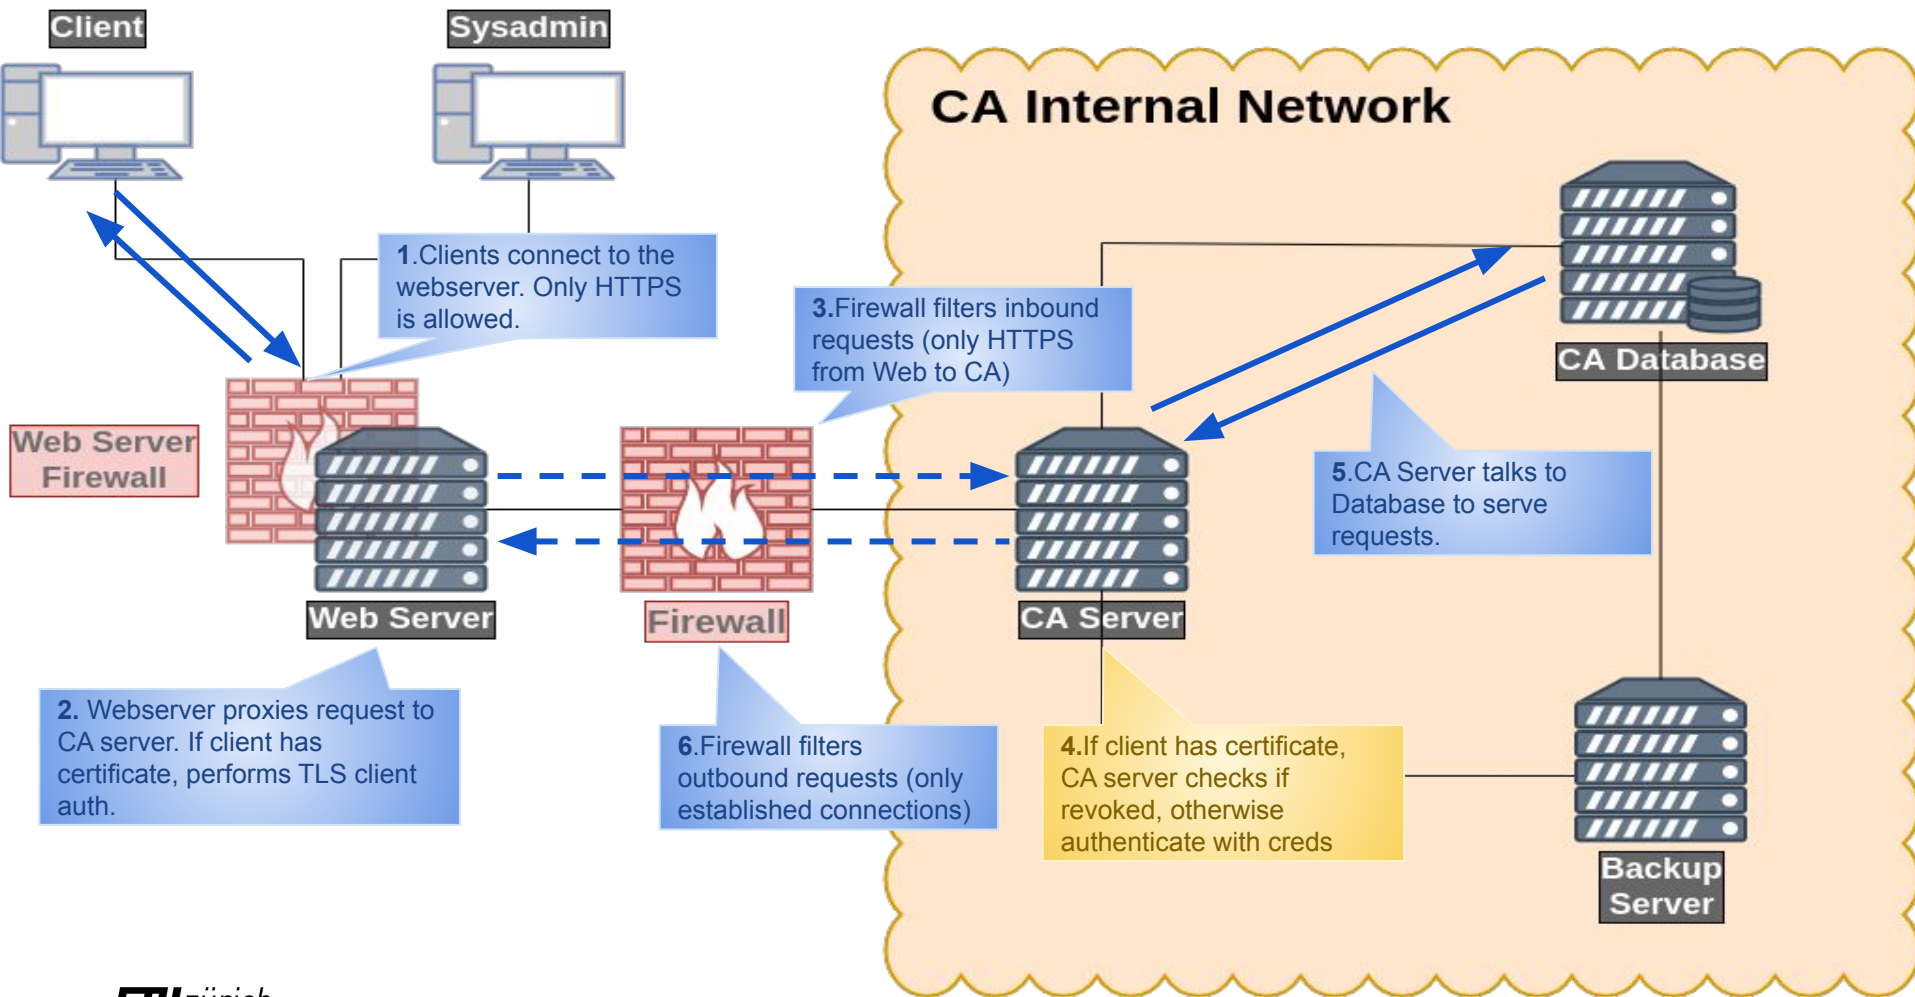 Client
Sysadmin
CA Internal Network
1.Clients connect to the
webserver. Only HTTPS
is allowed.
3.Firewall filters inbound
requests (only HTTPS
from Web to CA)
CA Database
Web Server
Firewall
5.CA Server talks to
Database to serve
requests.
Web Server
Firewall
CA Server
2. Webserver proxies request to
CA server. If client has
certificate, performs TLS client
auth.
6.Firewall filters
outbound requests (only
established connections)
4.If client has certificate,
CA server checks if
revoked, otherwise
authenticate with creds
Backup
Server
ETH zürich